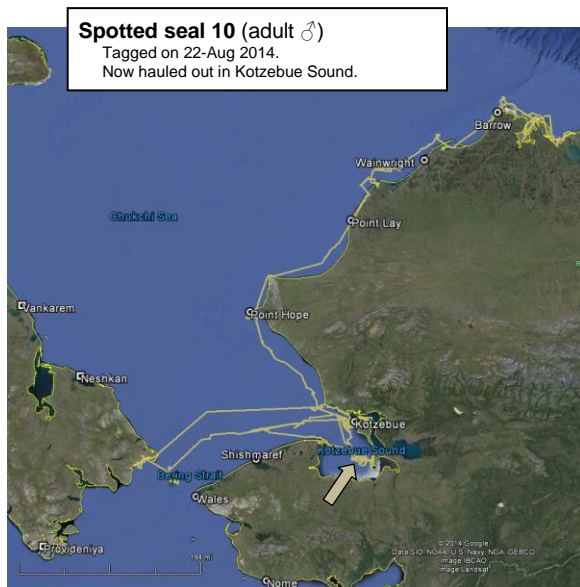 Spotted seal 10 (adult ♂)
Tagged on 22-Aug 2014.
Now hauled out in Kotzebue Sound.
Barrow
Wainwright
Point Lay
Chukchi Sea
Vankarem
Point Hope
Neshkan
Kotzebue
Kotzebue Sound
Shishmaref
Bering Strait
Wales
Provideniya
194 mi
Nome
© 2014 Google
Data SIO, NOAA, U.S. Navy, NGA, GEBCO
Image IBCAO
Image Landsat